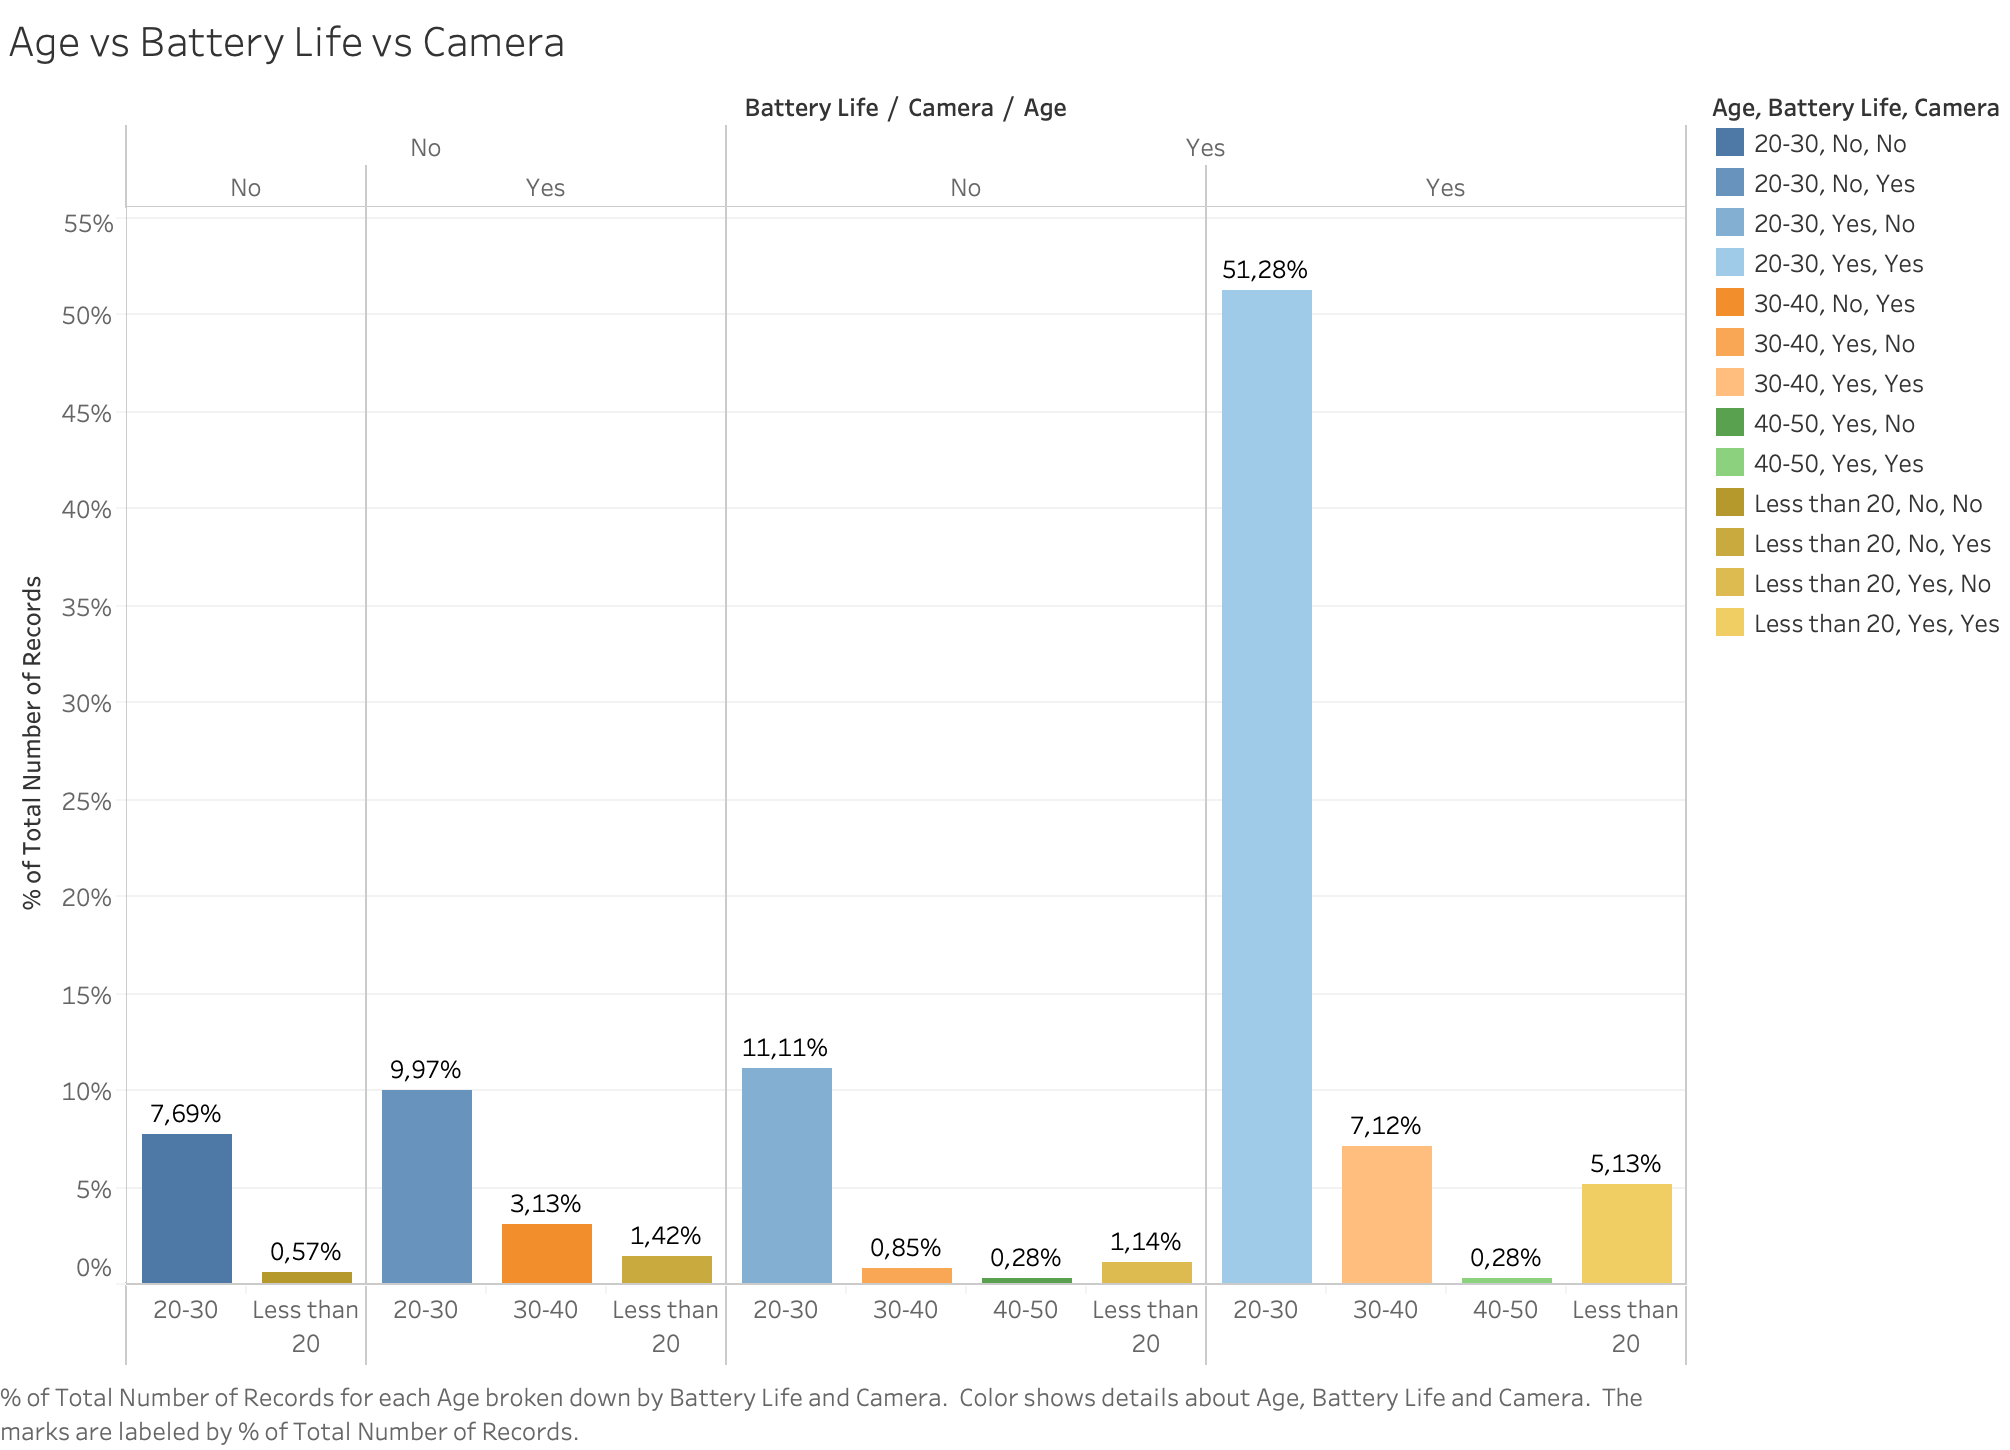 Age vs Battery Life vs Camera
Battery Life / Camera / Age
No
Yes
No
Yes
No
Yes
55%
50%
45%
40%
35%
30%
25%
20%
15%
10%
5%
0%
% of Total Number of Records
7,69%
0,57%
9,97%
3,13%
1,42%
11,11%
0,85%
0,28%
1,14%
51,28%
7,12%
0,28%
5,13%
20-30
Less than
20
20-30
30-40
Less than
20
20-30
30-40
40-50
Less than
20
20-30
30-40
40-50
Less than
20
Age, Battery Life, Camera
20-30, No, No
20-30, No, Yes
20-30, Yes, No
20-30, Yes, Yes
30-40, No, Yes
30-40, Yes, No
30-40, Yes, Yes
40-50, Yes, No
40-50, Yes, Yes
Less than 20, No, No
Less than 20, No, Yes
Less than 20, Yes, No
Less than 20, Yes, Yes
% of Total Number of Records for each Age broken down by Battery Life and Camera.  Color shows details about Age, Battery Life and Camera.  The
marks are labeled by % of Total Number of Records.